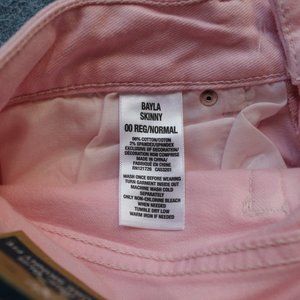 BAYLA
SKINNY
00 REG/NORMAL
98% COTTON/COTON
2% SPANDEX/SPANDEX
EXCLUSIVE OF DECORATION/
DÉCORATION NON COMPRISE
MADE IN CHINA/
FABRIQUÉ EN CHINE
WASH ONCE BEFORE WEARING
TURN GARMENT INSIDE OUT
MACHINE WASH COLD
SEPARATELY
ONLY NON-CHLORINE BLEACH
WHEN NEEDED
TUMBLE DRY LOW
WARM IRON IF NEEDED